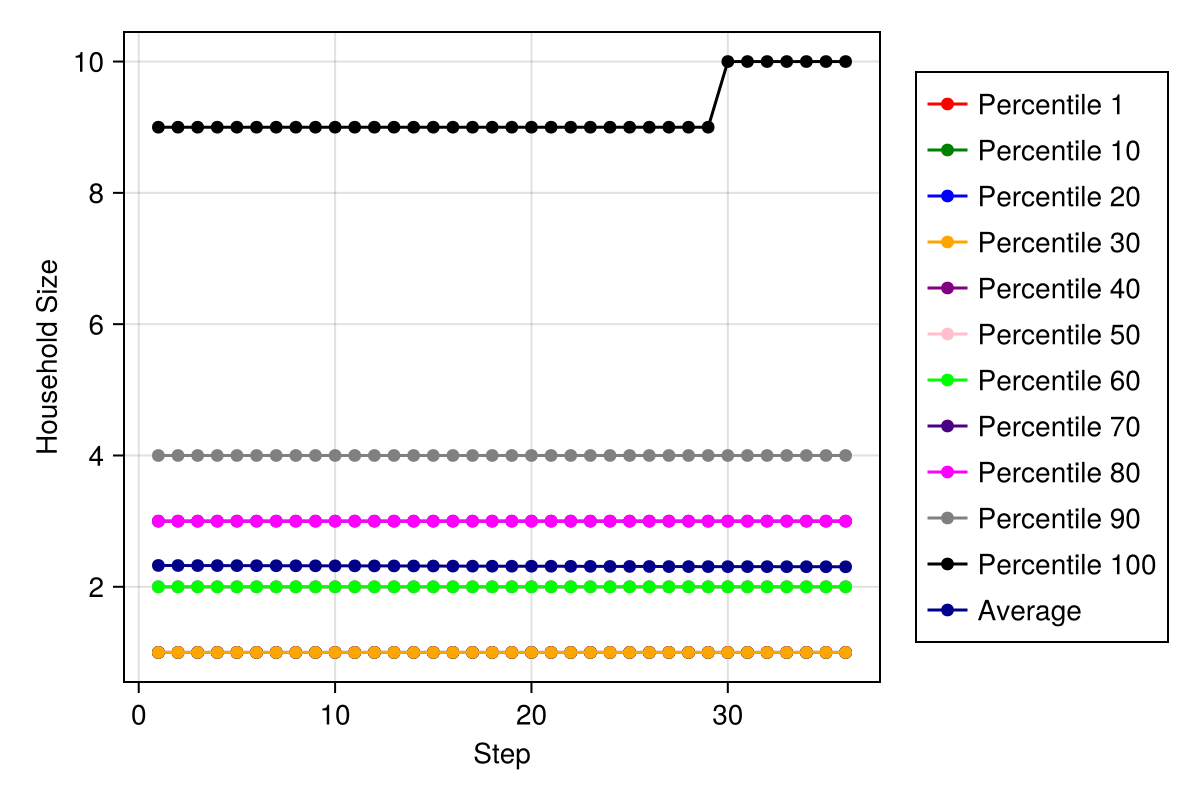 10
8
6
4
2
Household Size
0 10 20 30
Step
Percentile 1
Percentile 10
Percentile 20
Percentile 30
Percentile 40
Percentile 50
Percentile 60
Percentile 70
Percentile 80
Percentile 90
Percentile 100
Average